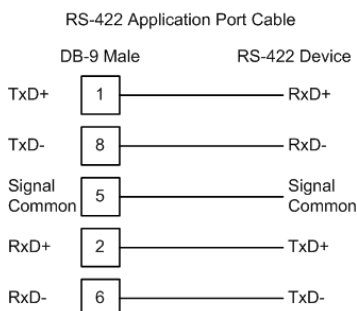 RS-422 Application Port Cable
DB-9 Male RS-422 Device
TxD+ 1 RxD+
TxD- 8 RxD-
Signal Common 5 Signal Common
RxD+ 2 TxD+
RxD- 6 TxD-